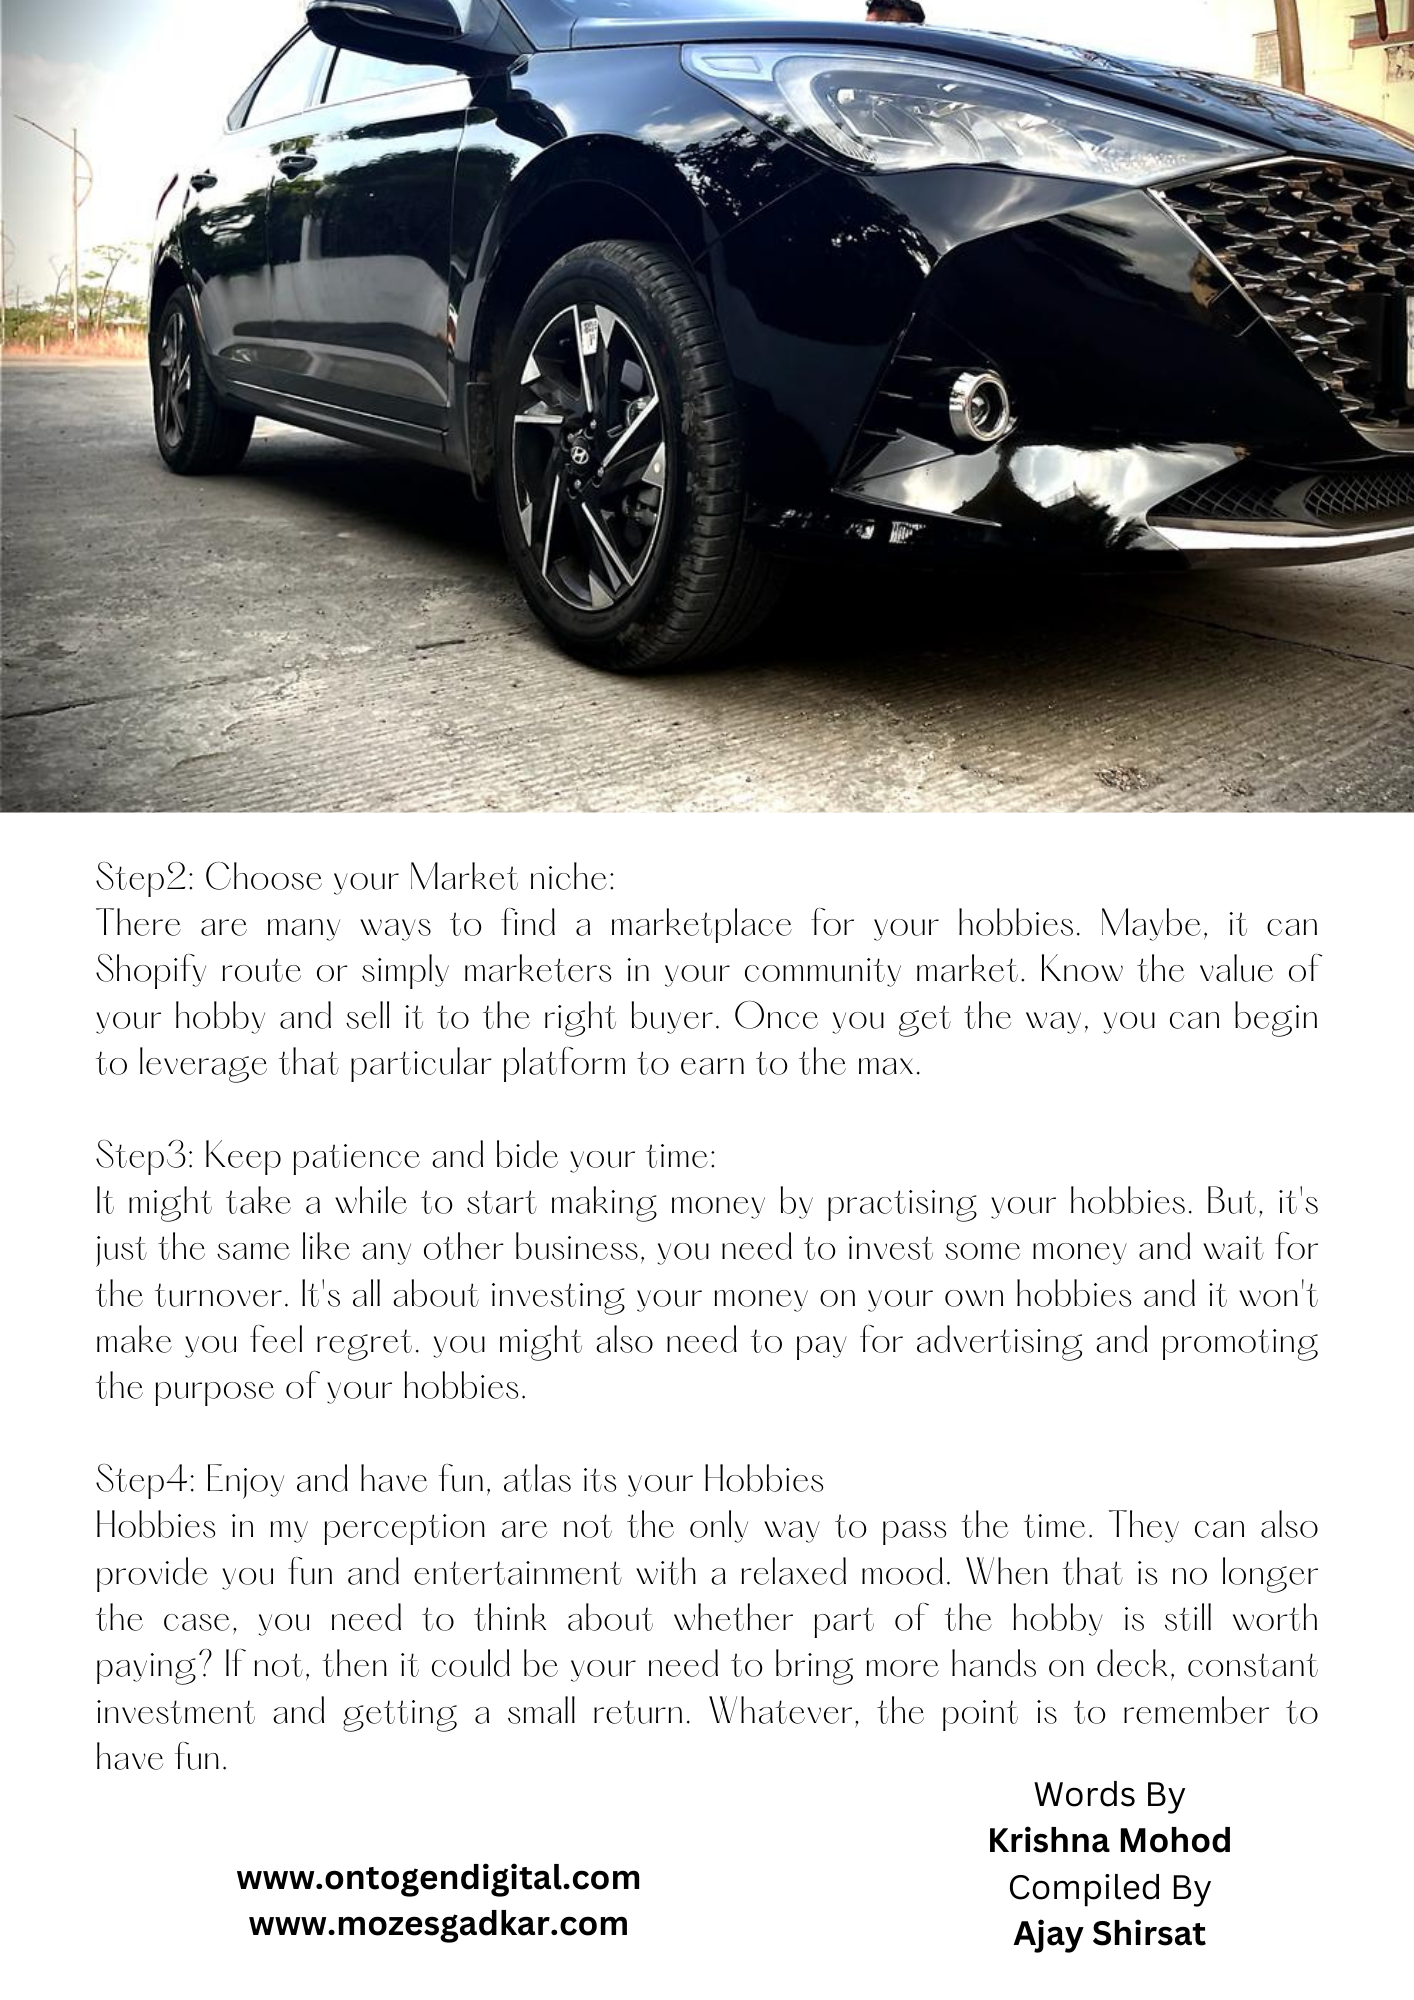 Step2: Choose your Market niche:
There are many ways to find a marketplace for your hobbies. Maybe, it can
Shopify route or simply marketers in your community market. Know the value of
your hobby and sell it to the right buyer. Once you get the way, you can begin
to leverage that particular platform to earn to the max.
Step3: Keep patience and bide your time:
It might take a while to start making money by practising your hobbies. But, it's
just the same like any other business, you need to invest some money and wait for
the turnover. It's all about investing your money on your own hobbies and it won't
make you feel regret. you might also need to pay for advertising and promoting
the purpose of your hobbies.
Step4: Enjoy and have fun, atlas its your Hobbies
Hobbies in my perception are not the only way to pass the time. They can also
provide you fun and entertainment with a relaxed mood. When that is no longer
the case, you need to think about whether part of the hobby is still worth
paying? If not, then it could be your need to bring more hands on deck, constant
investment and getting a small return. Whatever, the point is to remember to
have fun.
Words By
Krishna Mohod
Compiled By
Ajay Shirsat
www.ontogendigital.com
www.mozesgadkar.com